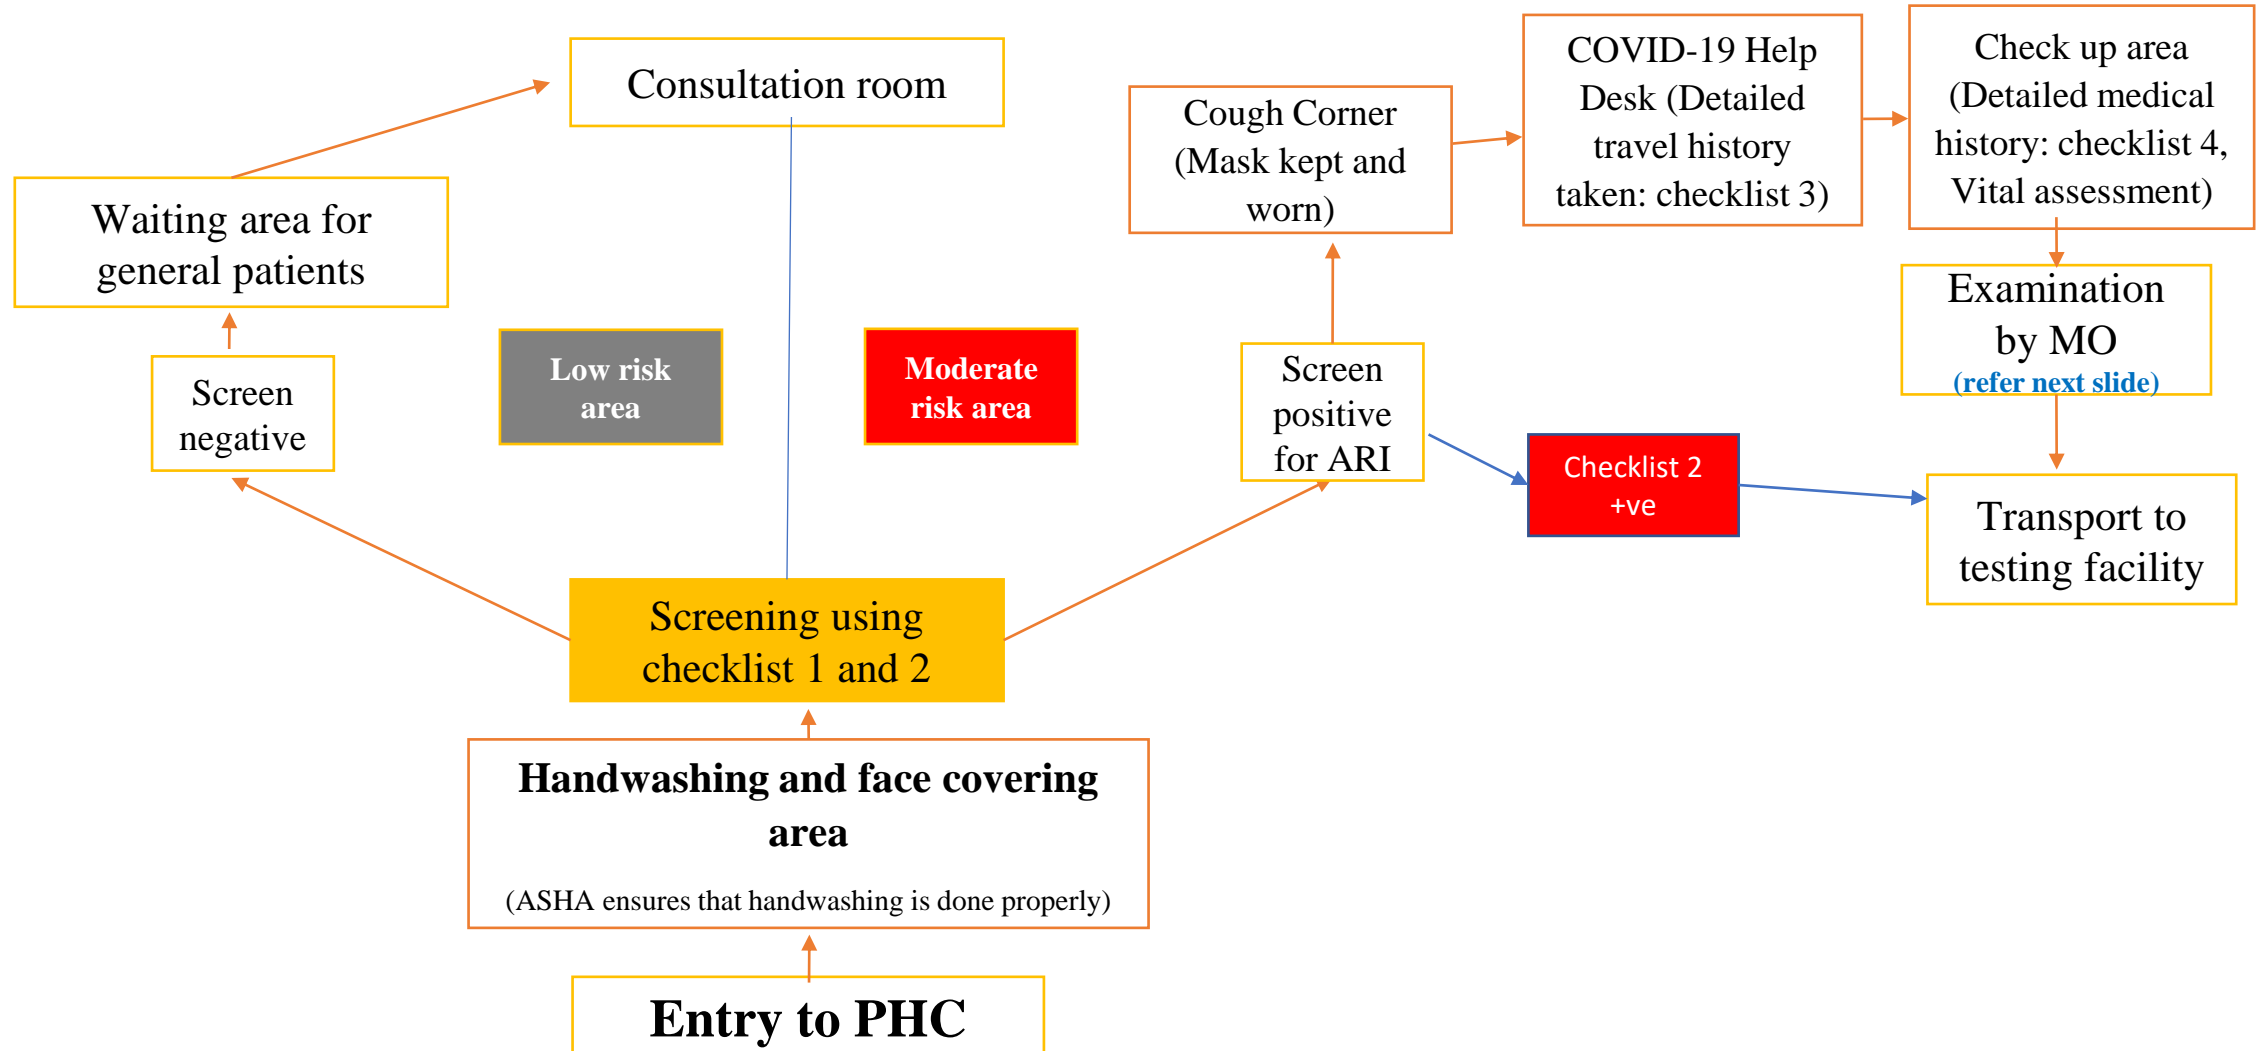 Consultation room
Waiting area for
general patients
Screen
negative
Low risk
area
Moderate
risk area
Cough Corner
(Mask kept and
worn)
COVID-19 Help
Desk (Detailed
travel history
taken: checklist 3)
Check up area
(Detailed medical
history: checklist 4,
Vital assessment)
Examination
by MO
(refer next slide)
Screen
positive
for ARI
Checklist 2
+ve
Transport to
testing facility
Screening using
checklist 1 and 2
Handwashing and face covering
area
(ASHA ensures that handwashing is done properly)
Entry to PHC